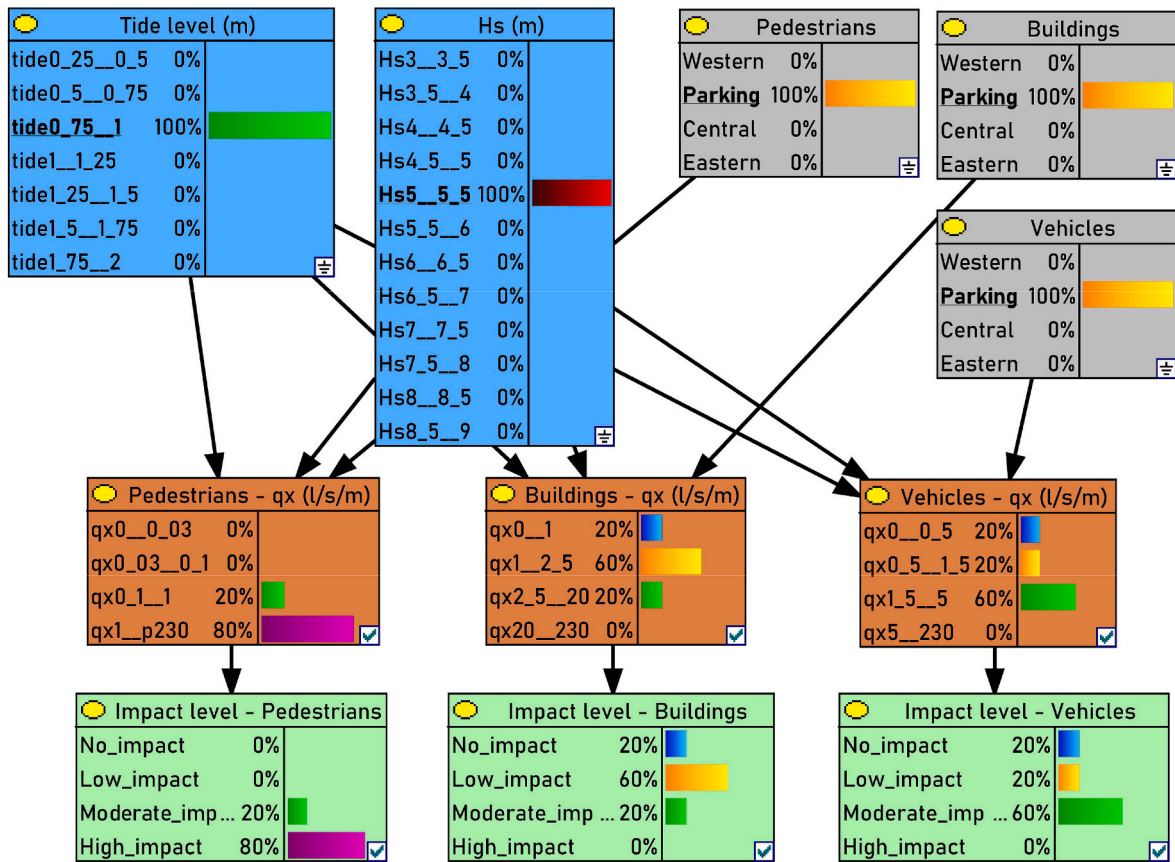 Tide level (m)
tide0_25__0_5 0%
tide0_5__0_75 0%
tide0_75__1 100%
tide1__1_25 0%
tide1_25__1_5 0%
tide1_5__1_75 0%
tide1_75__2 0%
Hs (m)
Hs3__3_5 0%
Hs3_5__4 0%
Hs4__4_5 0%
Hs4_5__5 0%
Hs5__5_5 100%
Hs5_5__6 0%
Hs6__6_5 0%
Hs6_5__7 0%
Hs7__7_5 0%
Hs7_5__8 0%
Hs8__8_5 0%
Hs8_5__9 0%
Pedestrians
Western 0%
Parking 100%
Central 0%
Eastern 0%
Buildings
Western 0%
Parking 100%
Central 0%
Eastern 0%
Vehicles
Western 0%
Parking 100%
Central 0%
Eastern 0%
Pedestrians - qx (l/s/m)
qx0__0_03 0%
qx0_03__0_1 0%
qx0_1__1 20%
qx1__p230 80%
Buildings - qx (l/s/m)
qx0__1 20%
qx1__2_5 60%
qx2_5__20 20%
qx20__230 0%
Vehicles - qx (l/s/m)
qx0__0_5 20%
qx0_5__1_5 20%
qx1_5__5 60%
qx5__230 0%
Impact level - Pedestrians
No_impact 0%
Low_impact 0%
Moderate_imp ... 20%
High_impact 80%
Impact level - Buildings
No_impact 20%
Low_impact 60%
Moderate_imp ... 20%
High_impact 0%
Impact level - Vehicles
No_impact 20%
Low_impact 20%
Moderate_imp ... 60%
High_impact 0%